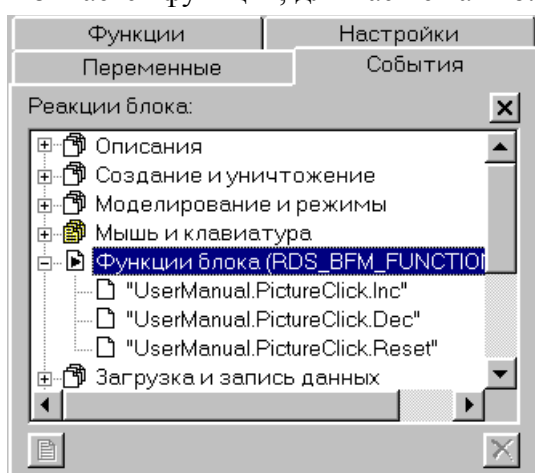 Функции Настройки
Переменные События
Реакции блока:
Описания
Создание и уничтожение
Моделирование и режимы
Мышь и клавиатура
Функции блока (RDS_BFM_FUNCTIO
"UserManual.PictureClick.Inc"
"UserManual.PictureClick.Dec"
"UserManual.PictureClick.Reset"
Загрузка и запись данных